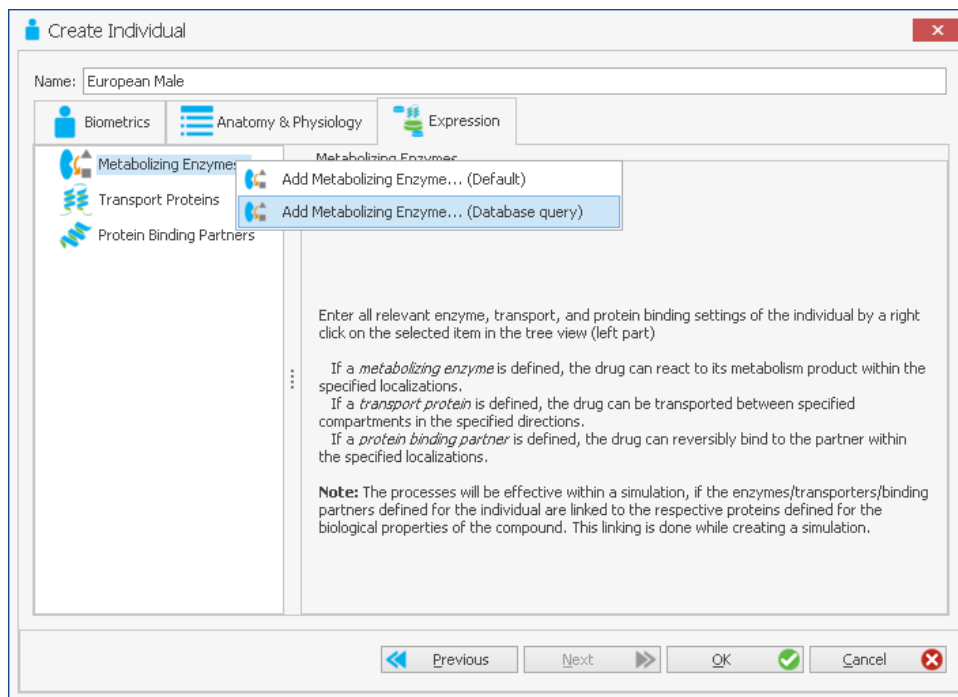 Create Individual
Name: European Male
Biometrics Anatomy & Physiology Expression
Metabolizing Enzymes Metabolizing Enzymes
Add Metabolizing Enzyme... (Default)
Transport Proteins
Add Metabolizing Enzyme... (Database query)
Protein Binding Partners
Enter all relevant enzyme, transport, and protein binding settings of the individual by a right
click on the selected item in the tree view (left part)
If a metabolizing enzyme is defined, the drug can react to its metabolism product within the
specified localizations.
If a transport protein is defined, the drug can be transported between specified
compartments in the specified directions.
If a protein binding partner is defined, the drug can reversibly bind to the partner within
the specified localizations.
Note: The processes will be effective within a simulation, if the enzymes/transporters/binding
partners defined for the individual are linked to the respective proteins defined for the
biological properties of the compound. This linking is done while creating a simulation.
Previous Next OK Cancel